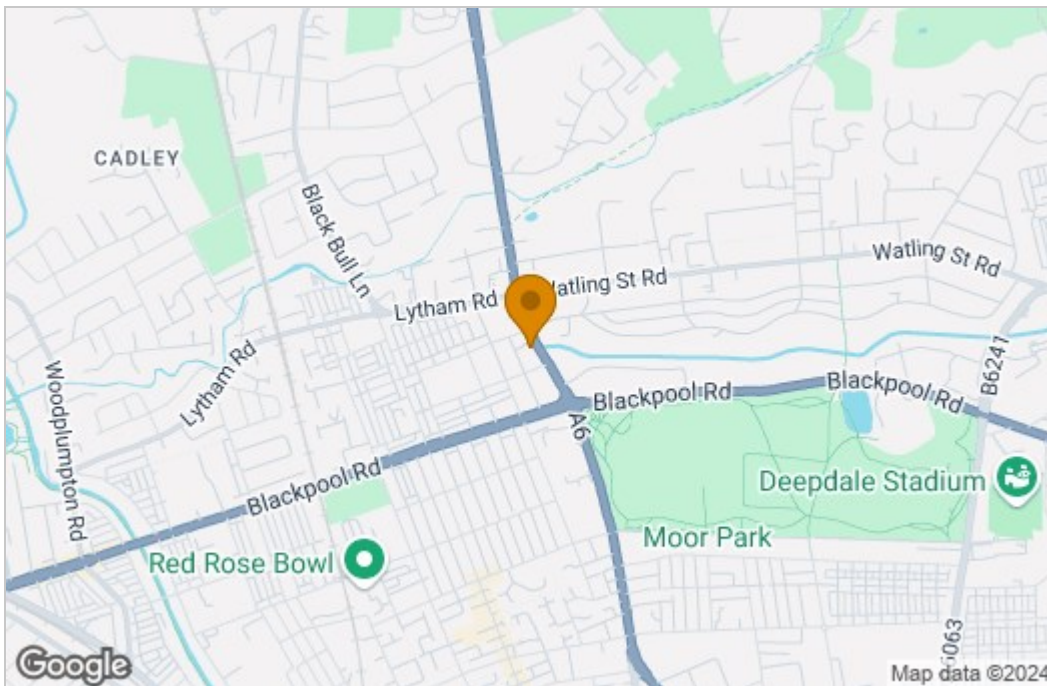 CADLEY
Black Bull Ln
Watling St Rd
Lytham Rd
Watling St Rd
B6241
Lytham Rd
Woodplumpton Rd
Blackpool Rd
Blackpool Rd
A6
Blackpool Rd
Deepdale Stadium
Moor Park
Red Rose Bowl
Google
Map data ©2024